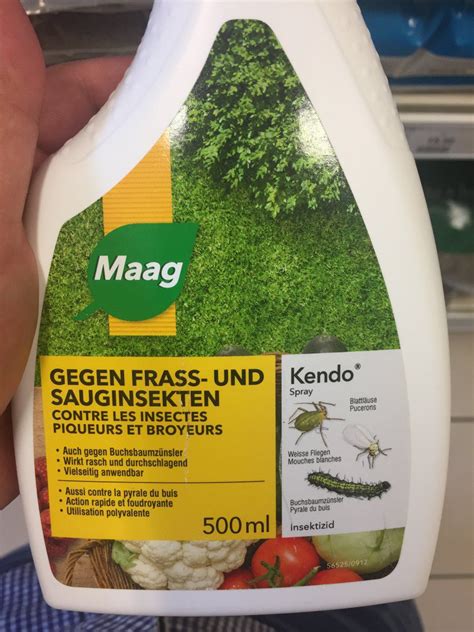 Maag
GEGEN FRASS- UND
SAUGINSEKTEN
CONTRE LES INSECTES
PIQUEURS ET BROYEURS
• Auch gegen Buchsbaumzünsler
• Wirkt rasch und durchschlagend
• Vielseitig anwendbar
• Aussi contre la pyrale du buis
• Action rapide et foudroyante
• Utilisation polyvalente
500 ml
Kendo®
Spray
Blattläuse
Pucerons
Weisse Fliegen
Mouches blanches
Buchsbaumzünsler
Pyrale du buis
insektizid
56525/0912